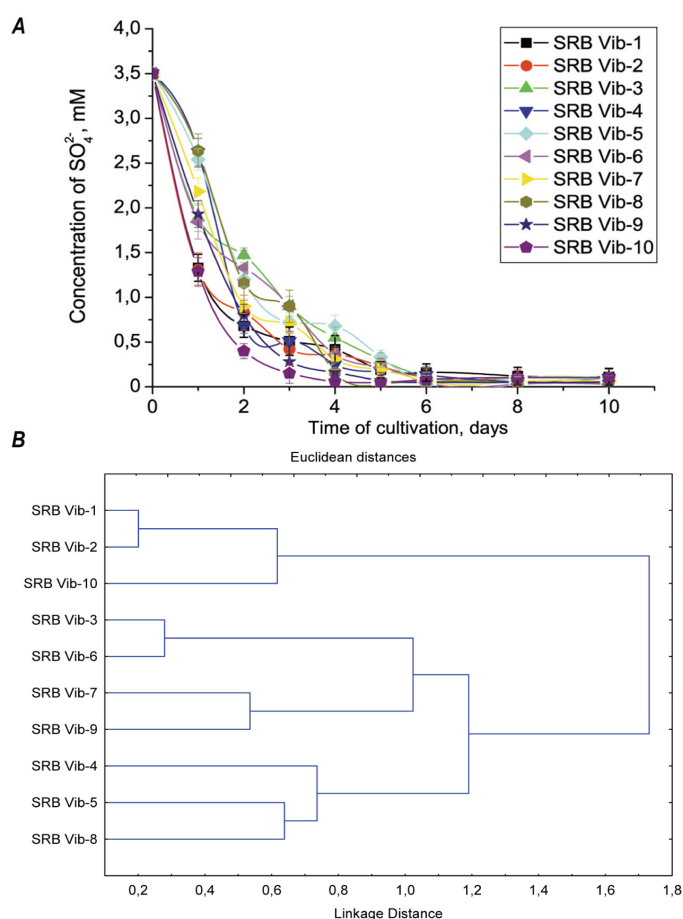 A
4,0
3,5
3,0
2,5
2,0
1,5
1,0
0,5
0
Concentration of SO₄²⁻, mM
SRB Vib-1
SRB Vib-2
SRB Vib-3
SRB Vib-4
SRB Vib-5
SRB Vib-6
SRB Vib-7
SRB Vib-8
SRB Vib-9
SRB Vib-10
0 2 4 6 8 10
Time of cultivation, days
B
Euclidean distances
SRB Vib-1
SRB Vib-2
SRB Vib-10
SRB Vib-3
SRB Vib-6
SRB Vib-7
SRB Vib-9
SRB Vib-4
SRB Vib-5
SRB Vib-8
0,2 0,4 0,6 0,8 1,0 1,2 1,4 1,6 1,8
Linkage Distance